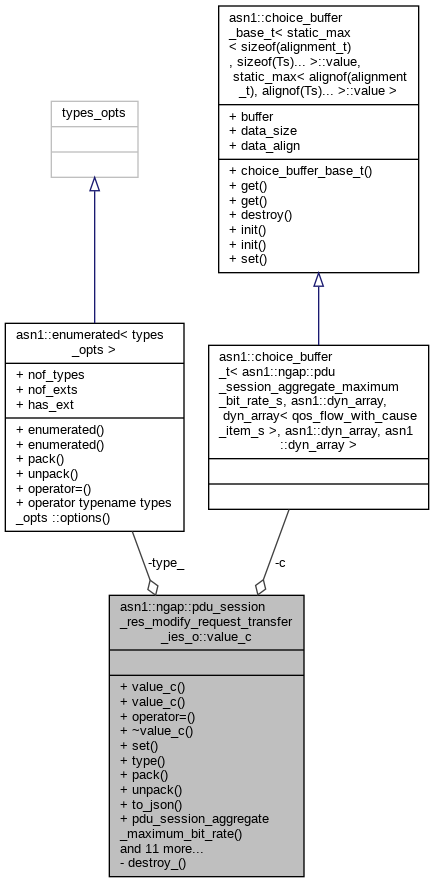 asn1::choice_buffer
_base_t< static_max
< sizeof(alignment_t)
, sizeof(Ts)... >::value,
static_max< alignof(alignment
_t), alignof(Ts)... >::value >
+ buffer
+ data_size
+ data_align
+ choice_buffer_base_t()
+ get()
+ get()
+ destroy()
+ init()
+ init()
+ set()
types_opts
asn1::enumerated< types
_opts >
+ nof_types
+ nof_exts
+ has_ext
+ enumerated()
+ enumerated()
+ pack()
+ unpack()
+ operator=()
+ operator typename types
_opts ::options()
asn1::choice_buffer
_t< asn1::ngap::pdu
_session_aggregate_maximum
_bit_rate_s, asn1::dyn_array,
dyn_array< qos_flow_with_cause
_item_s >, asn1::dyn_array, asn1
::dyn_array >
-type_
-c
asn1::ngap::pdu_session
_res_modify_request_transfer
_ies_o::value_c
+ value_c()
+ value_c()
+ operator=()
+ ~value_c()
+ set()
+ type()
+ pack()
+ unpack()
+ to_json()
+ pdu_session_aggregate
_maximum_bit_rate()
and 11 more...
- destroy_()